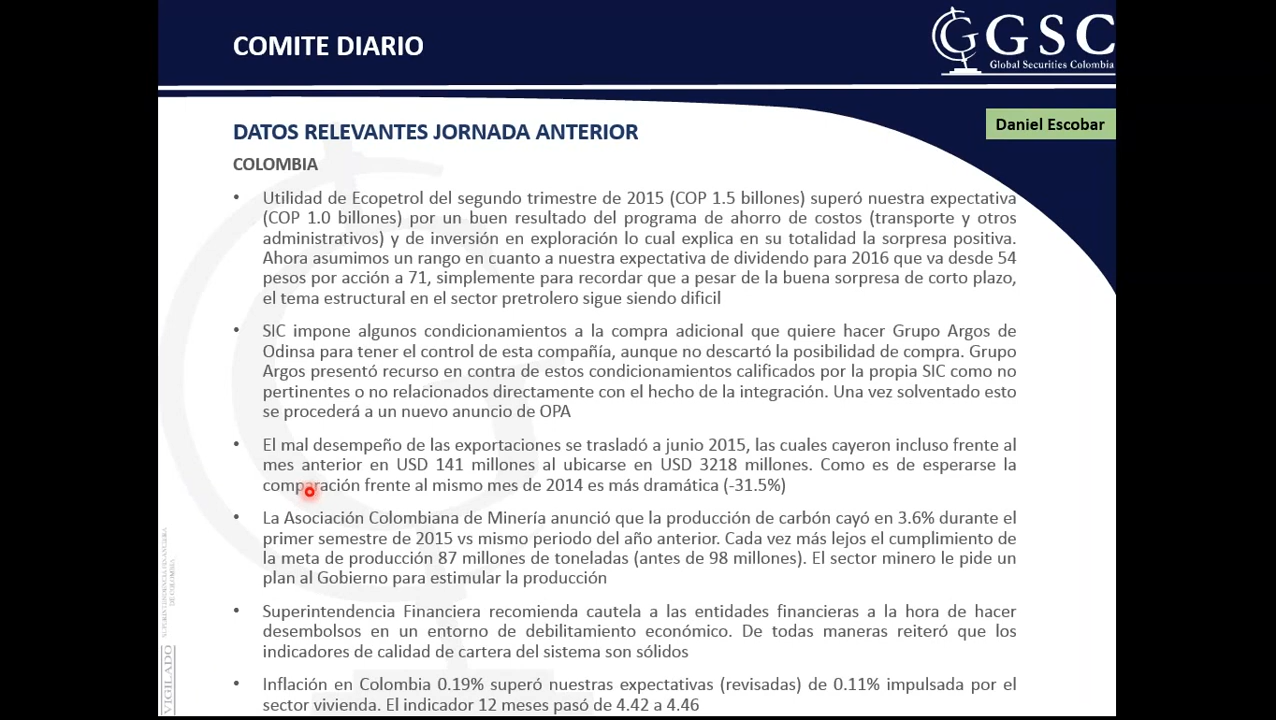 COMITE DIARIO
GGSC
Global Securities Colombia
Daniel Escobar
DATOS RELEVANTES JORNADA ANTERIOR
COLOMBIA
• Utilidad de Ecopetrol del segundo trimestre de 2015 (COP 1.5 billones) superó nuestra expectativa
(COP 1.0 billones) por un buen resultado del programa de ahorro de costos (transporte y otros
administrativos) y de inversión en exploración lo cual explica en su totalidad la sorpresa positiva.
Ahora asumimos un rango en cuanto a nuestra expectativa de dividendo para 2016 que va desde 54
pesos por acción a 71, simplemente para recordar que a pesar de la buena sorpresa de corto plazo,
el tema estructural en el sector pretrolero sigue siendo dificil
• SIC impone algunos condicionamientos a la compra adicional que quiere hacer Grupo Argos de
Odinsa para tener el control de esta compañía, aunque no descartó la posibilidad de compra. Grupo
Argos presentó recurso en contra de estos condicionamientos calificados por la propia SIC como no
pertinentes o no relacionados directamente con el hecho de la integración. Una vez solventado esto
se procederá a un nuevo anuncio de OPA
• El mal desempeño de las exportaciones se trasladó a junio 2015, las cuales cayeron incluso frente al
mes anterior en USD 141 millones al ubicarse en USD 3218 millones. Como es de esperarse la
comparación frente al mismo mes de 2014 es más dramática (-31.5%)
• La Asociación Colombiana de Minería anunció que la producción de carbón cayó en 3.6% durante el
primer semestre de 2015 vs mismo periodo del año anterior. Cada vez más lejos el cumplimiento de
la meta de producción 87 millones de toneladas (antes de 98 millones). El sector minero le pide un
plan al Gobierno para estimular la producción
• Superintendencia Financiera recomienda cautela a las entidades financieras a la hora de hacer
desembolsos en un entorno de debilitamiento económico. De todas maneras reiteró que los
indicadores de calidad de cartera del sistema son sólidos
• Inflación en Colombia 0.19% superó nuestras expectativas (revisadas) de 0.11% impulsada por el
sector vivienda. El indicador 12 meses pasó de 4.42 a 4.46
VIGILADO
SUPERINTENDENCIA FINANCIERA
DE COLOMBIA